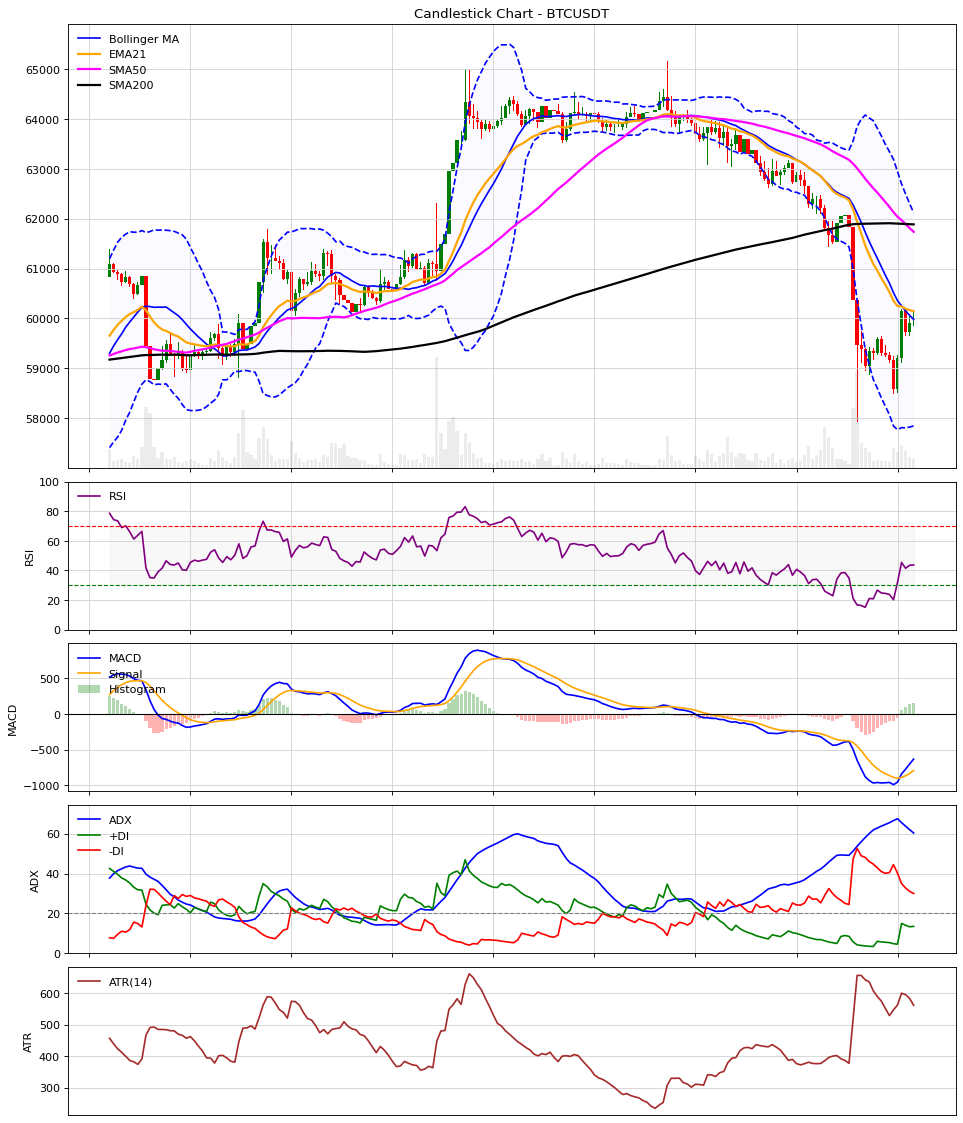 Candlestick Chart - BTCUSDT
Bollinger MA
EMA21
SMA50
SMA200
65000
64000
63000
62000
61000
60000
59000
58000
RSI
RSI
100
80
60
40
20
0
MACD
MACD
Signal
Histogram
500
0
−500
−1000
ADX
ADX
+DI
-DI
60
40
20
0
ATR
ATR(14)
600
500
400
300